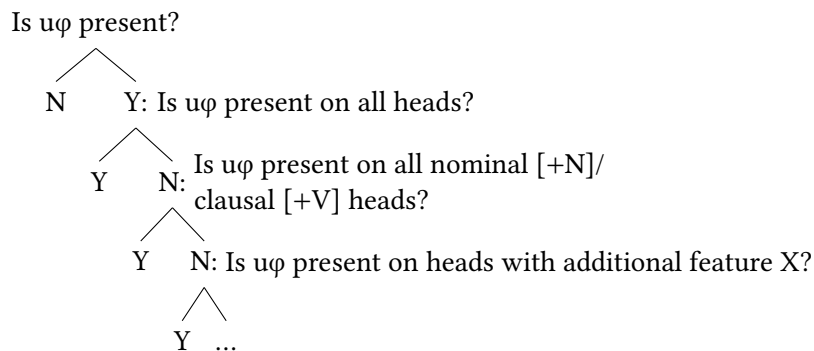 Is uφ present?
N Y: Is uφ present on all heads?
Y N: Is uφ present on all nominal [+N]/
clausal [+V] heads?
Y N: Is uφ present on heads with additional feature X?
Y ...